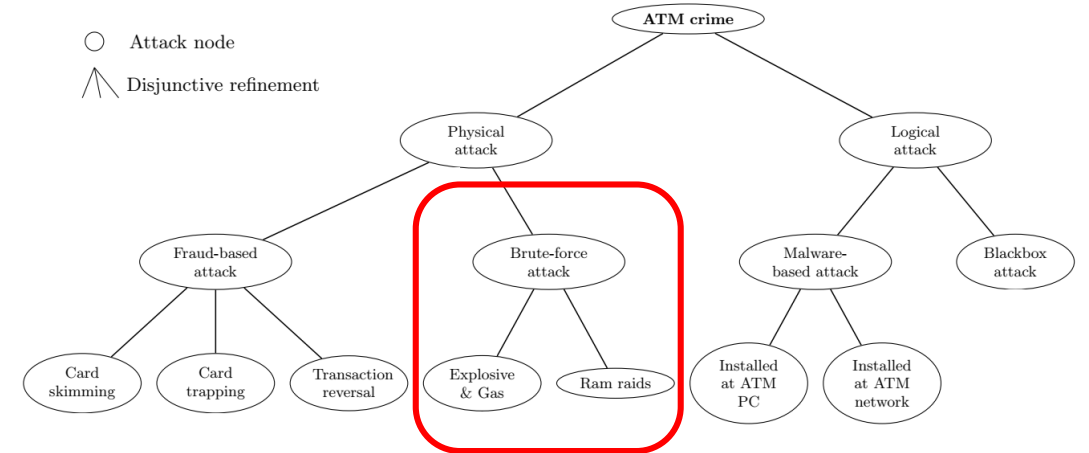 ATM crime
Attack node
Disjunctive refinement
Physical
attack
Logical
attack
Fraud-based
attack
Brute-force
attack
Malware-
based attack
Blackbox
attack
Card
skimming
Card
trapping
Transaction
reversal
Explosive
& Gas
Ram raids
Installed
at ATM
PC
Installed
at ATM
network